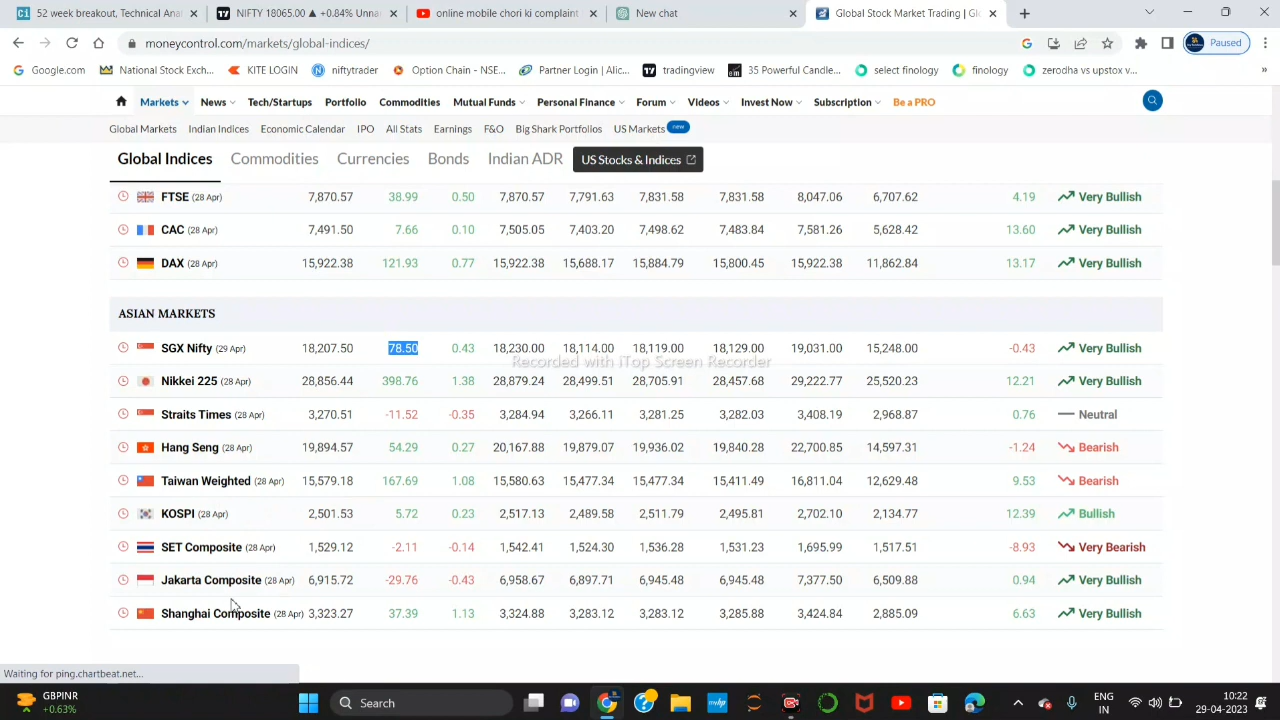 52 week breakout, Technical Anal
NIFTY 18065.00 ▲ +0.84% Unna
online mobile chori ki complaint
New chat
Global Stock Market Trading | Glo
moneycontrol.com/markets/global-indices/
Paused
Google.com
National Stock Exch...
KITE LOGIN
niftytrader
Option Chain - NSE...
Partner Login | Alic...
tradingview
35 Powerful Candle...
select finology
finology
zerodha vs upstox v...
»
Markets News Tech/Startups Portfolio Commodities Mutual Funds Personal Finance Forum Videos Invest Now Subscription Be a PRO
Global Markets Indian Indices Economic Calendar IPO All Stats Earnings F&O Big Shark Portfolios US Markets new
Global Indices Commodities Currencies Bonds Indian ADR US Stocks & Indices
FTSE (28 Apr) 7,870.57 38.99 0.50 7,870.57 7,791.63 7,831.58 7,831.58 8,047.06 6,707.62 4.19 Very Bullish
CAC (28 Apr) 7,491.50 7.66 0.10 7,505.05 7,403.20 7,498.62 7,483.84 7,581.26 5,628.42 13.60 Very Bullish
DAX (28 Apr) 15,922.38 121.93 0.77 15,922.38 15,688.17 15,884.79 15,800.45 15,922.38 11,862.84 13.17 Very Bullish
ASIAN MARKETS
SGX Nifty (29 Apr) 18,207.50 78.50 0.43 18,230.00 18,114.00 18,119.00 18,129.00 19,031.00 15,248.00 -0.43 Very Bullish
Recorded with iTop Screen Recorder
Nikkei 225 (28 Apr) 28,856.44 398.76 1.38 28,879.24 28,499.51 28,705.91 28,457.68 29,222.77 25,520.23 12.21 Very Bullish
Straits Times (28 Apr) 3,270.51 -11.52 -0.35 3,284.94 3,266.11 3,281.25 3,282.03 3,408.19 2,968.87 0.76 Neutral
Hang Seng (28 Apr) 19,894.57 54.29 0.27 20,167.88 19,879.07 19,936.02 19,840.28 22,700.85 14,597.31 -1.24 Bearish
Taiwan Weighted (28 Apr) 15,579.18 167.69 1.08 15,580.63 15,477.34 15,477.34 15,411.49 16,811.04 12,629.48 9.53 Bearish
KOSPI (28 Apr) 2,501.53 5.72 0.23 2,517.13 2,489.58 2,511.79 2,495.81 2,702.10 2,134.77 12.39 Bullish
SET Composite (28 Apr) 1,529.12 -2.11 -0.14 1,542.41 1,524.30 1,536.28 1,531.23 1,695.99 1,517.51 -8.93 Very Bearish
Jakarta Composite (28 Apr) 6,915.72 -29.76 -0.43 6,958.67 6,897.71 6,945.48 6,945.48 7,377.50 6,509.88 0.94 Very Bullish
Shanghai Composite (28 Apr) 3,323.27 37.39 1.13 3,324.88 3,283.12 3,283.12 3,285.88 3,424.84 2,885.09 6.63 Very Bullish
Waiting for ping.chartbeat.net...
GBPINR
+0.63%
Search
ENG
IN
10:22
29-04-2023